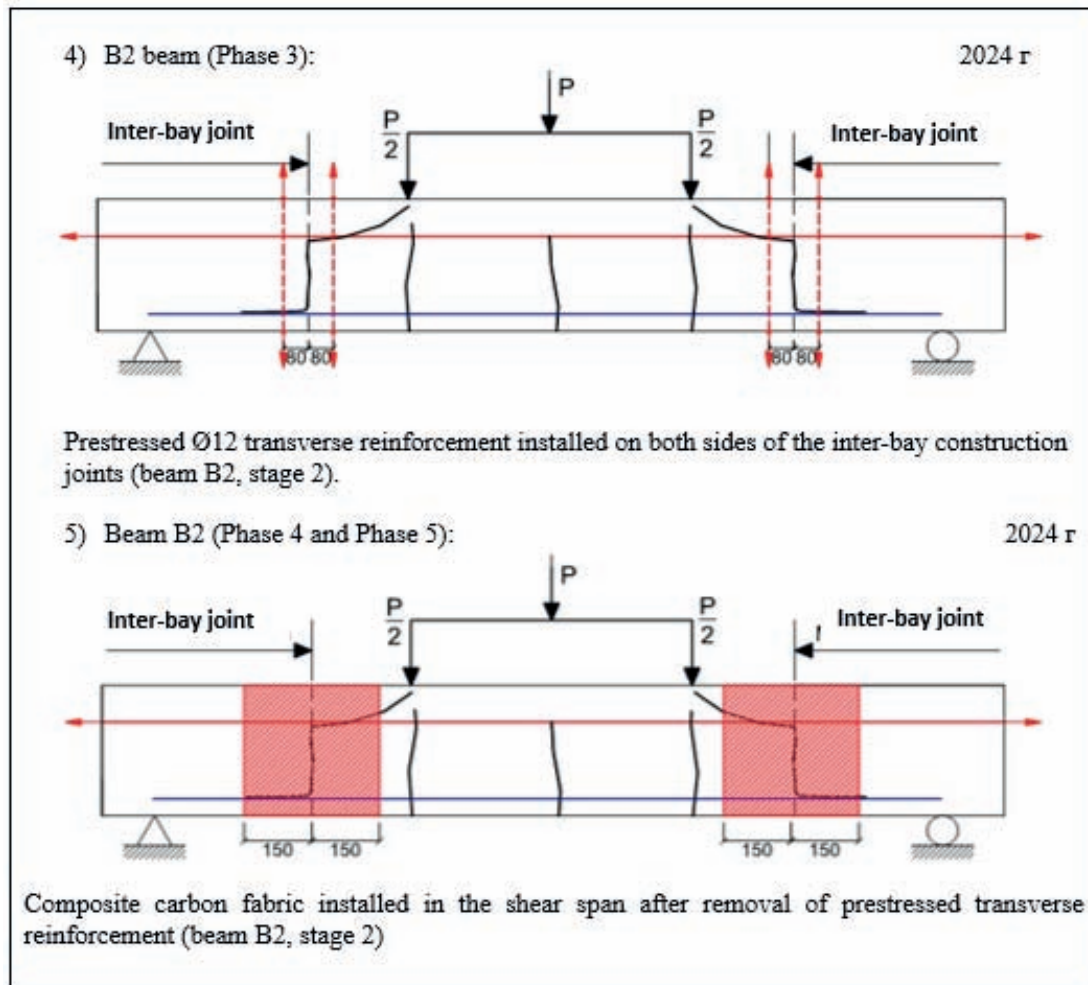 4) B2 beam (Phase 3): 2024 г
P
P/2 P/2
Inter-bay joint Inter-bay joint
80 80 80 80
Prestressed Ø12 transverse reinforcement installed on both sides of the inter-bay construction
joints (beam B2, stage 2).
5) Beam B2 (Phase 4 and Phase 5): 2024 г
P
P/2 P/2
Inter-bay joint Inter-bay joint
150 150 150 150
Composite carbon fabric installed in the shear span after removal of prestressed transverse
reinforcement (beam B2, stage 2)